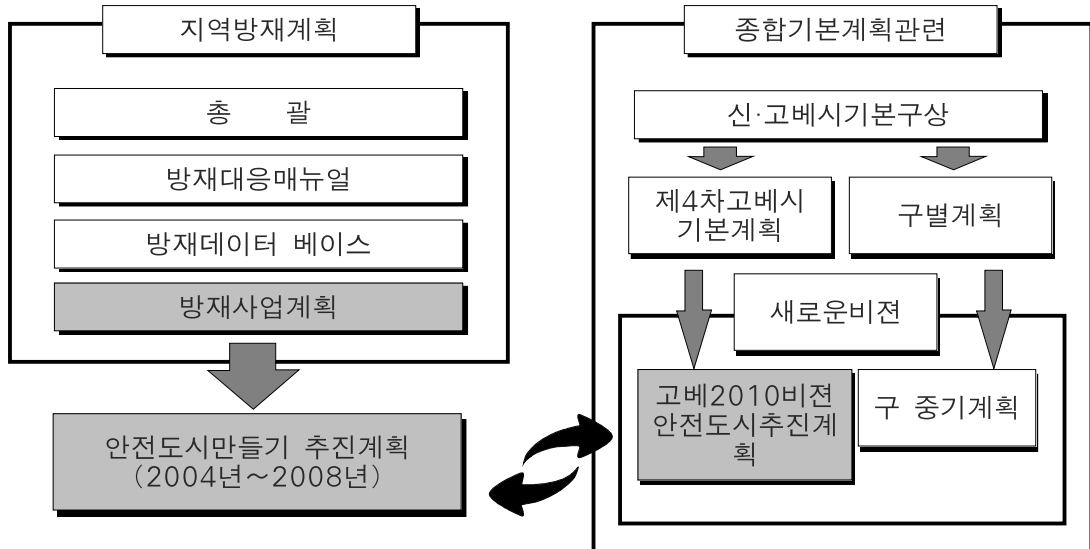 지역방재계획
총 괄
방재대응매뉴얼
방재데이터 베이스
방재사업계획
안전도시만들기 추진계획
(2004년～2008년)
종합기본계획관련
신·고베시기본구상
제4차고베시
기본계획
구별계획
새로운비젼
고베2010비젼
안전도시추진계
획
구 중기계획